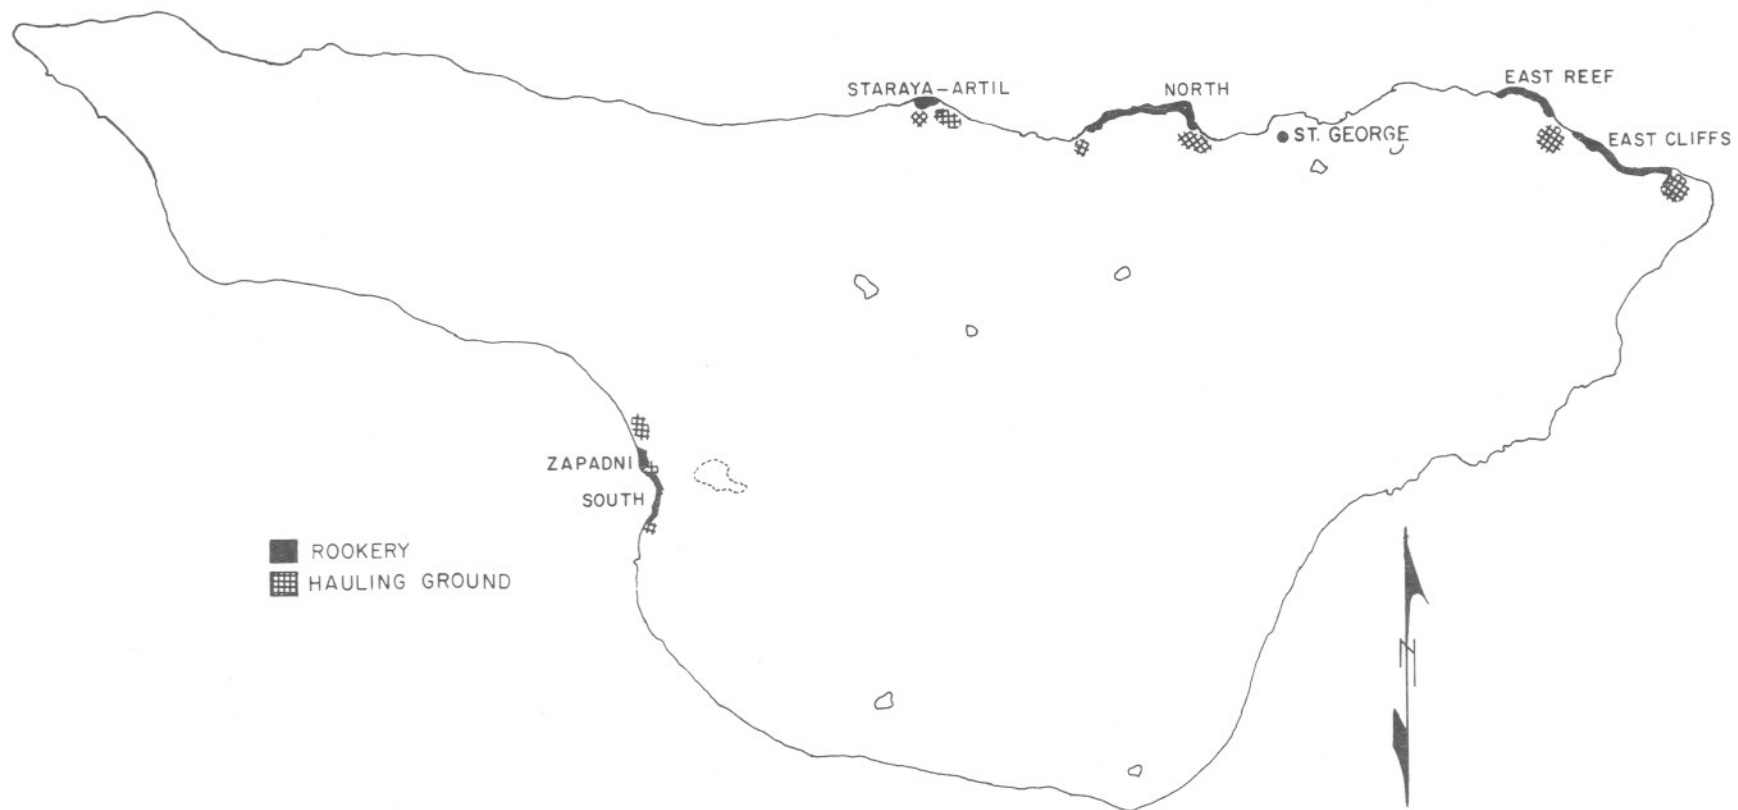 EAST REEF
STARAYA-ARTIL
NORTH
ST. GEORGE
EAST CLIFFS
ZAPADNI
SOUTH
ROOKERY
HAULING GROUND
N